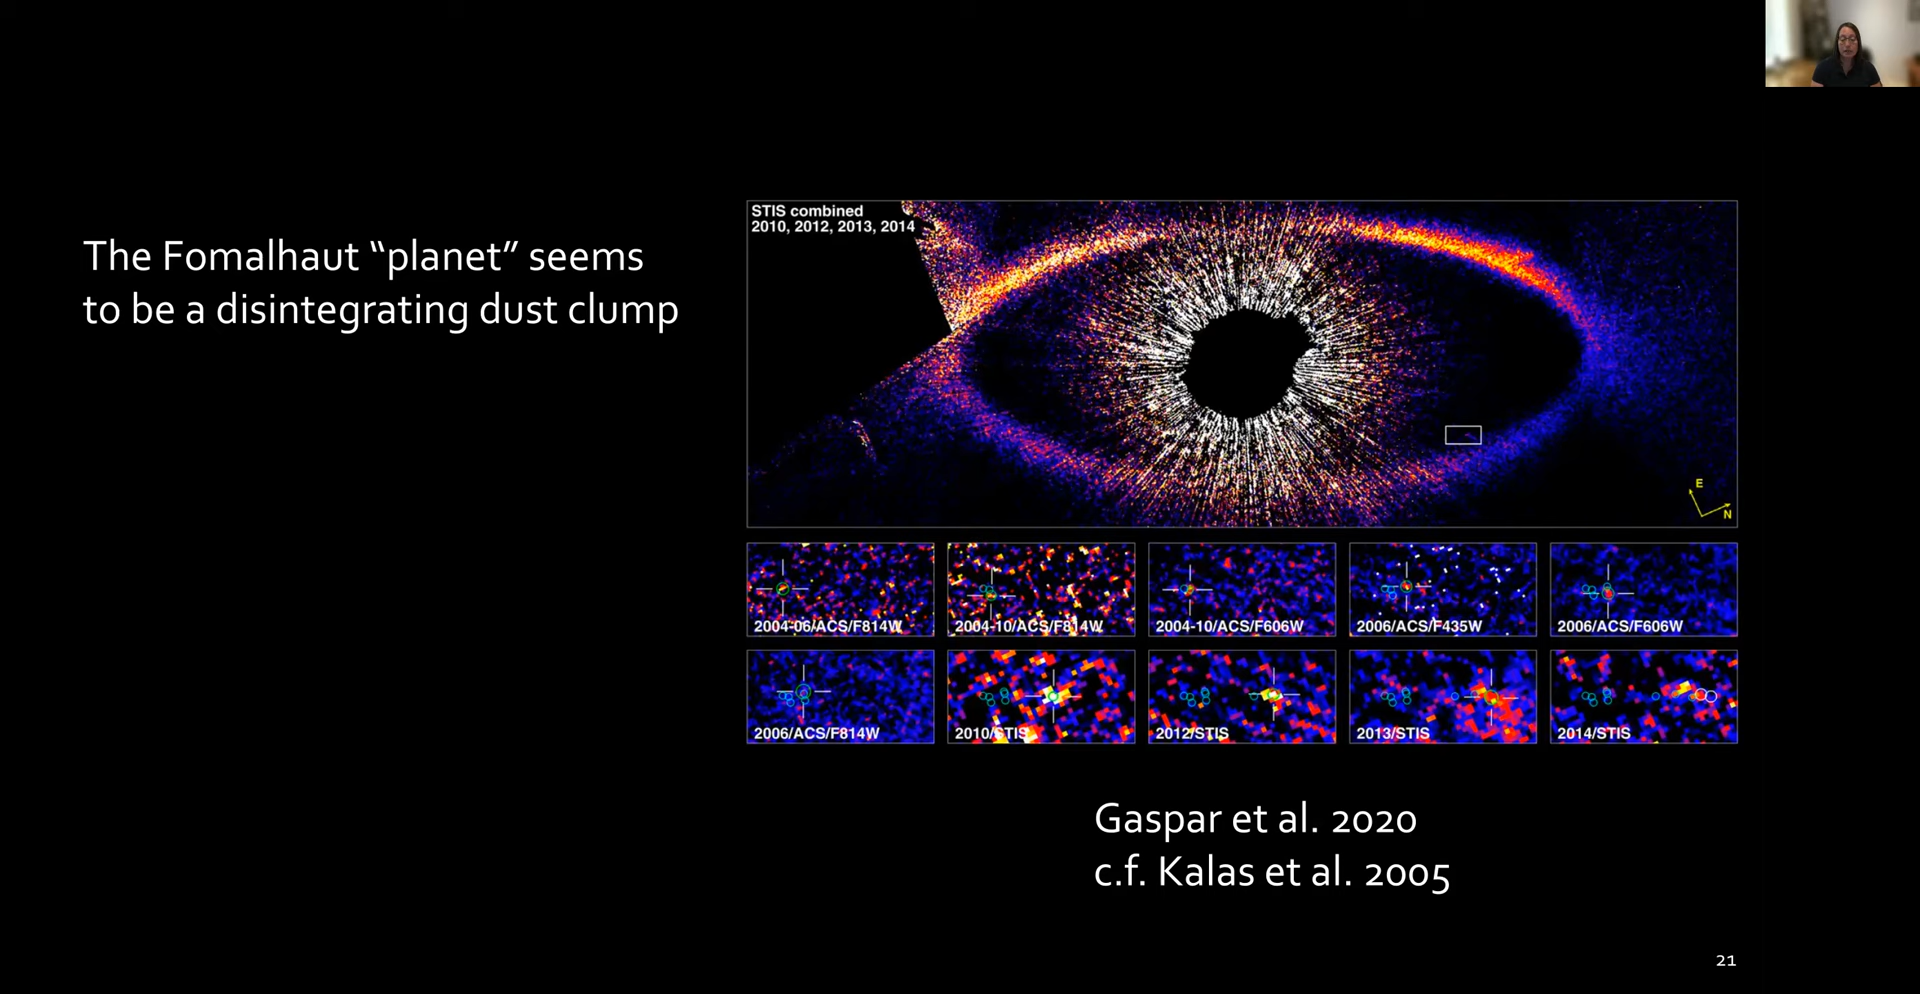 The Fomalhaut “planet” seems
to be a disintegrating dust clump
STIS combined
2010, 2012, 2013, 2014
E
N
2004-06/ACS/F814W
2004-10/ACS/F814W
2004-10/ACS/F606W
2006/ACS/F435W
2006/ACS/F606W
2006/ACS/F814W
2010/STIS
2012/STIS
2013/STIS
2014/STIS
Gaspar et al. 2020
c.f. Kalas et al. 2005
21